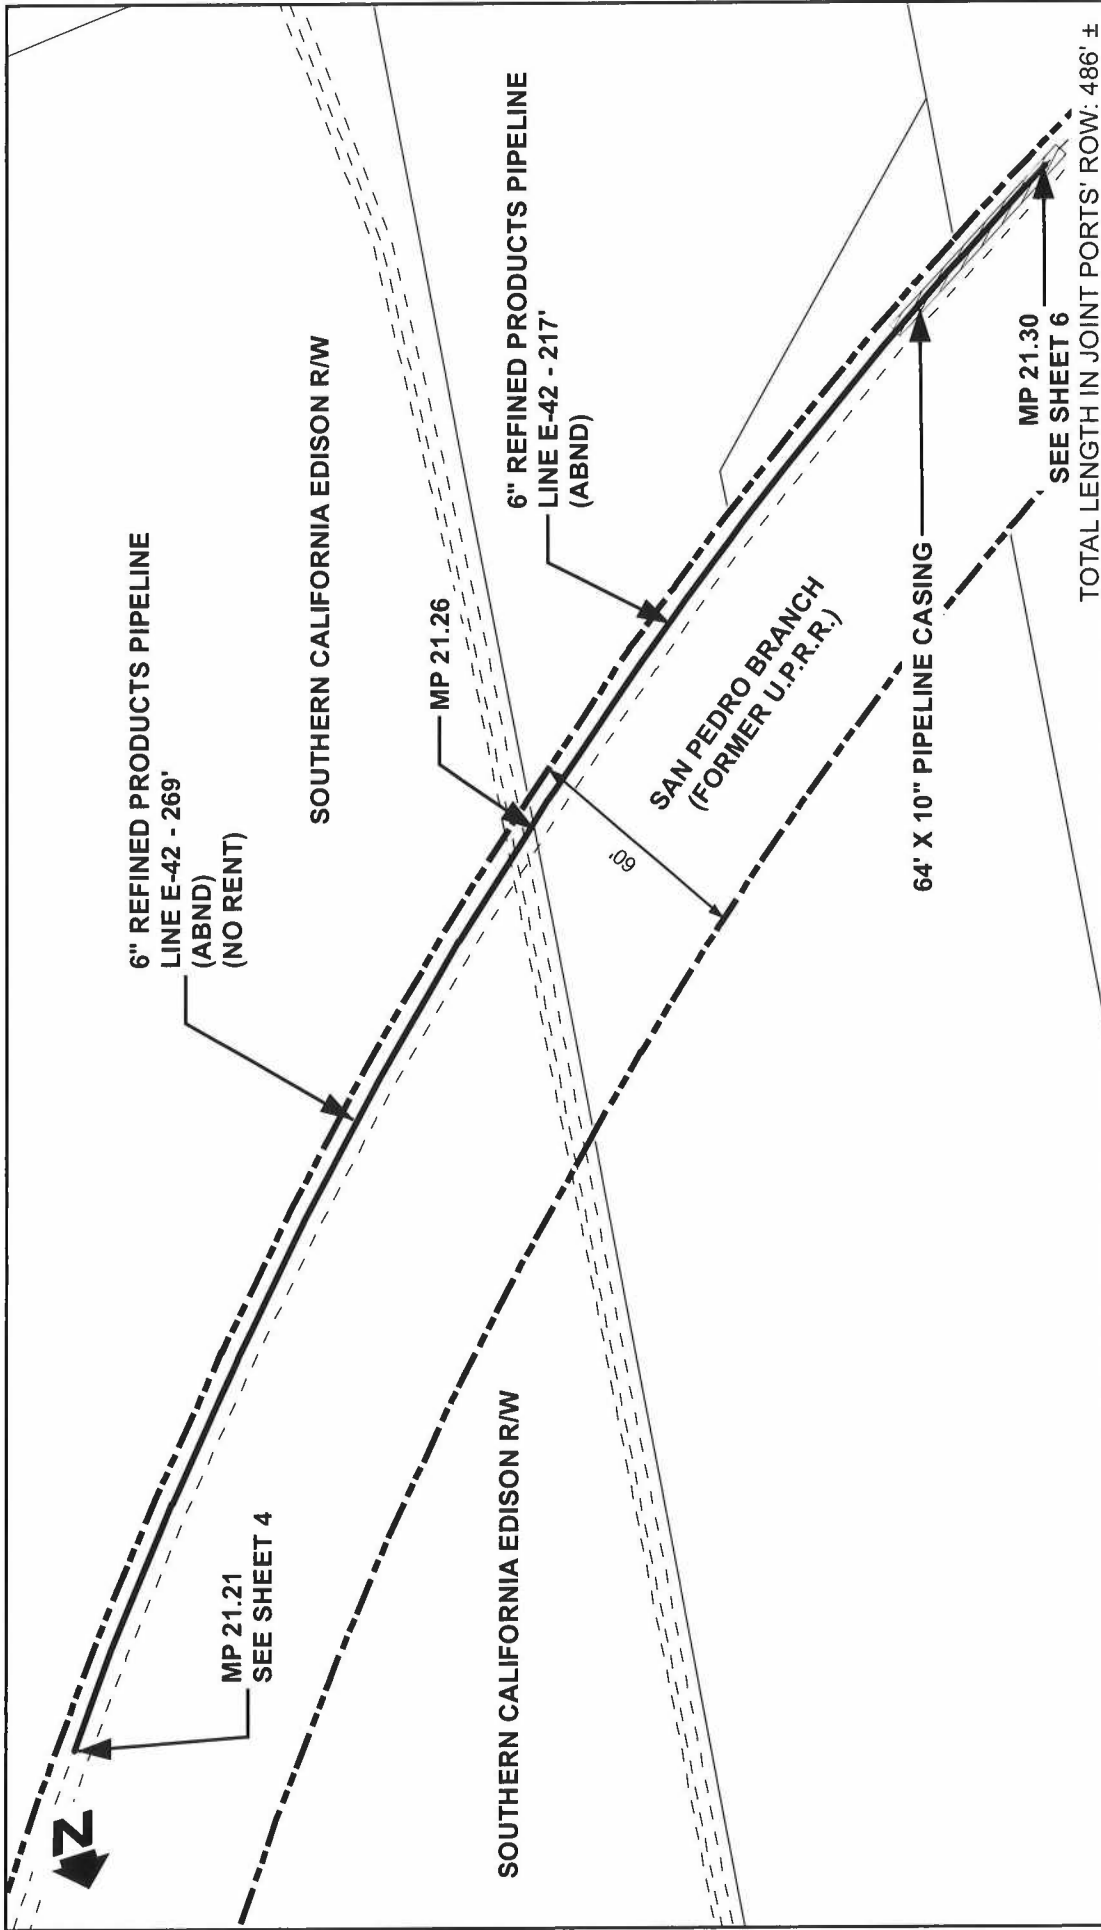 6" REFINED PRODUCTS PIPELINE
LINE E-42 - 269'
(ABND)
(NO RENT)
SOUTHERN CALIFORNIA EDISON R/W
6" REFINED PRODUCTS PIPELINE
LINE E-42 - 217'
(ABND)
MP 21.26
MP 21.21
SEE SHEET 4
N
60'
SAN PEDRO BRANCH
(FORMER U.P.R.R.)
SOUTHERN CALIFORNIA EDISON R/W
64' X 10" PIPELINE CASING
MP 21.30
SEE SHEET 6
TOTAL LENGTH IN JOINT PORTS' ROW: 486' ±